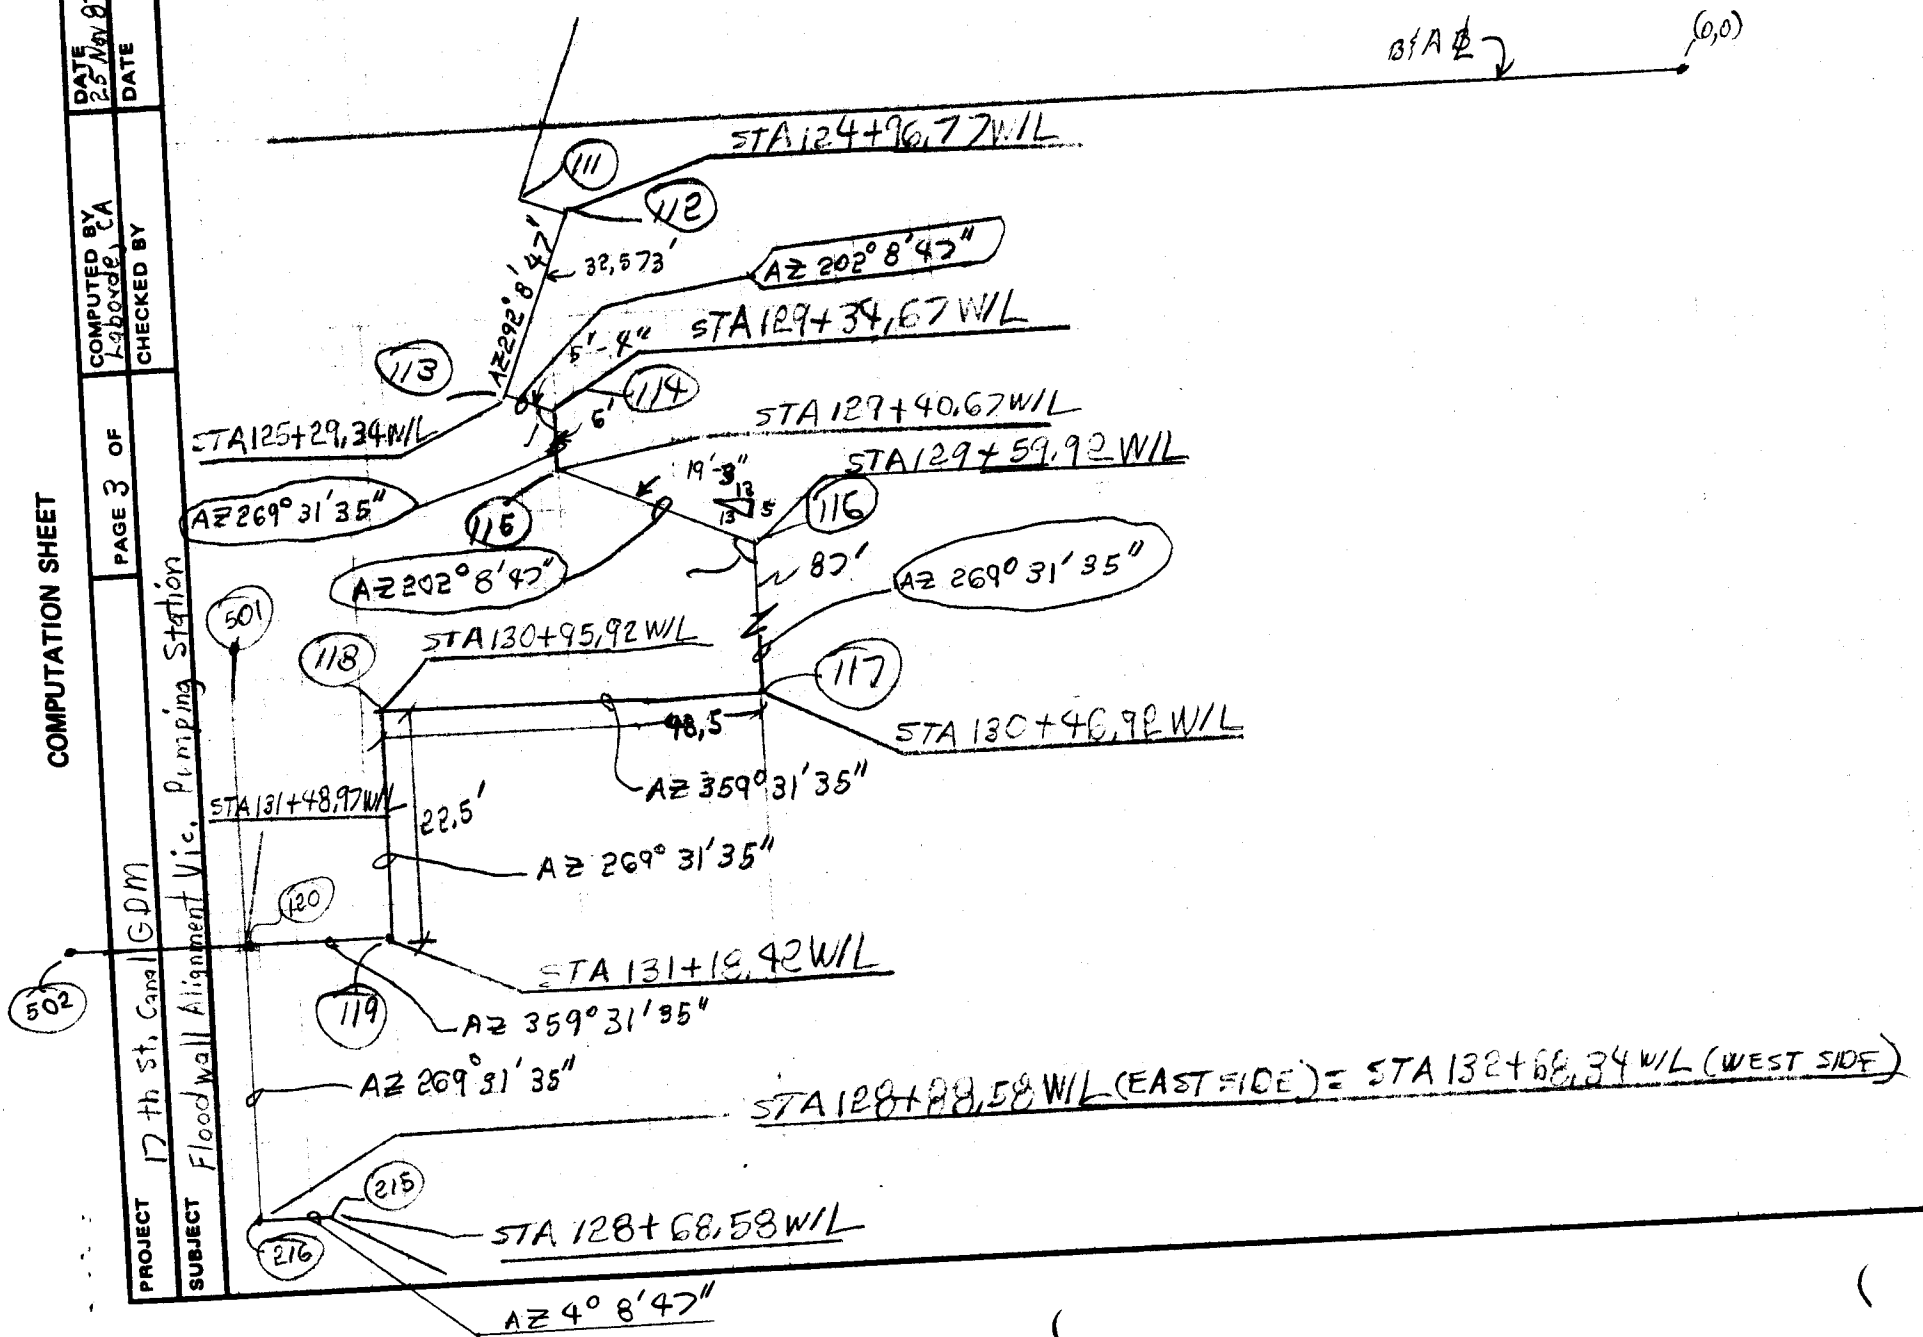 COMPUTATION SHEET
PROJECT 17th St. Canal GDM
PAGE 3 OF
COMPUTED BY
Laborde, CA
DATE
25 Nov 87
SUBJECT Floodwall Alignment Vic. Pumping Station
CHECKED BY
DATE
B/A ℄
(0,0)
STA 124+96,77 W/L
111
112
AZ 292° 8' 47"
32,573'
AZ 202° 8' 47"
5'-4"
STA 129+34,67 W/L
113
114
6'
STA 125+29,34 W/L
STA 129+40,67 W/L
19'-3"
STA 129+59.92 W/L
12
13
5
AZ 269° 31' 35"
115
116
AZ 202° 8' 47"
87'
AZ 269° 31' 35"
501
118
STA 130+95,92 W/L
117
48,5
STA 130+46,92 W/L
AZ 359° 31' 35"
STA 131+48,97 W/L
22,5'
AZ 269° 31' 35"
120
STA 131+18,42 W/L
502
119
AZ 359° 31' 35"
AZ 269° 31' 35"
STA 128+88,58 W/L (EAST SIDE) = STA 132+68,34 W/L (WEST SIDE)
215
STA 128+68,58 W/L
216
AZ 4° 8' 47"